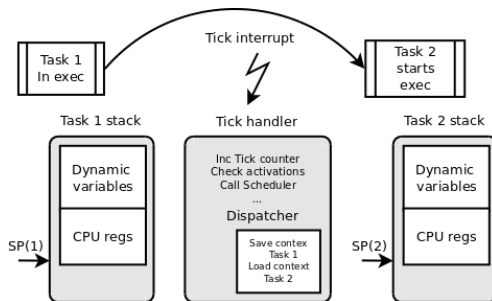 Task 1
In exec
Tick interrupt
Task 2
starts
exec
Task 1 stack
Tick handler
Task 2 stack
Dynamic
variables
CPU regs
SP(1)
Inc Tick counter
Check activations
Call Scheduler
...
Dispatcher
Save contex
Task 1
Load context
Task 2
Dynamic
variables
CPU regs
SP(2)